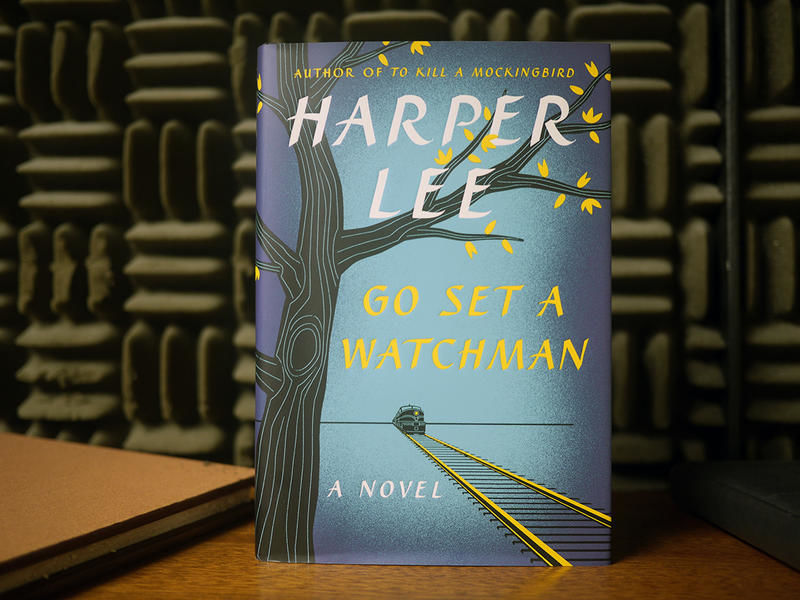 AUTHOR OF TO KILL A MOCKINGBIRD
HARPER
LEE
GO SET A
WATCHMAN
A NOVEL